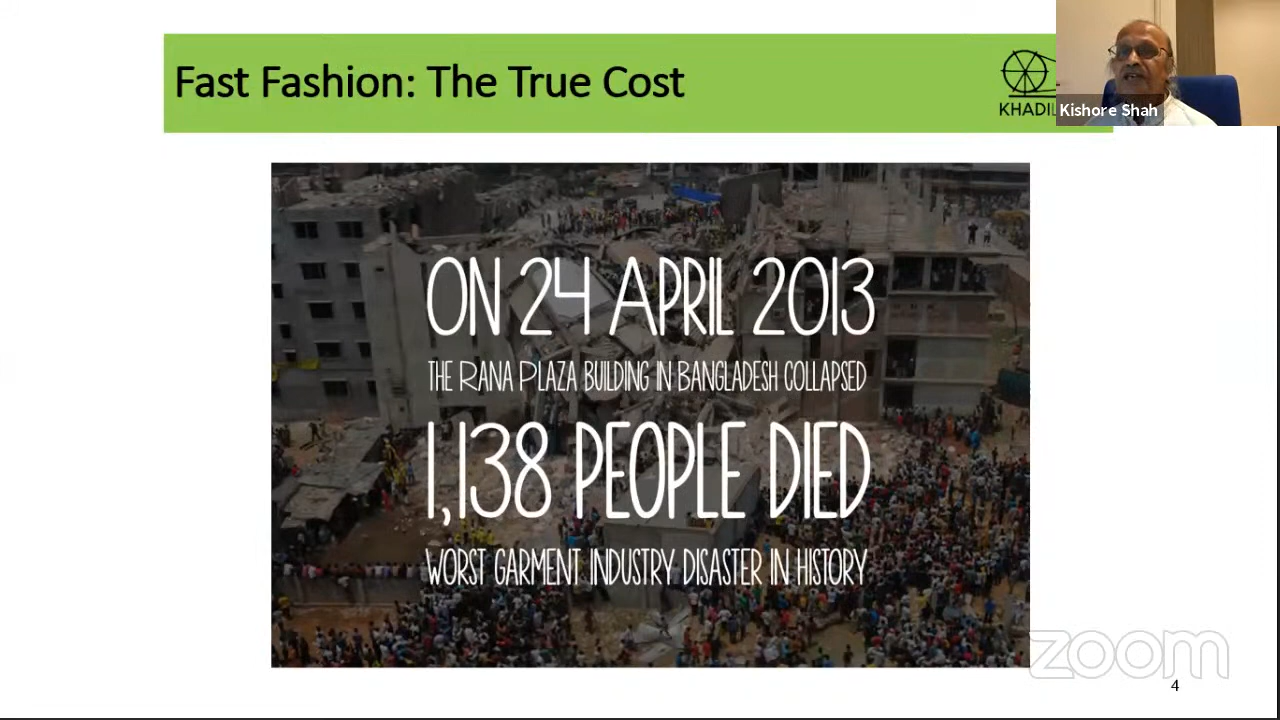 Fast Fashion: The True Cost
KHADI
Kishore Shah
ON 24 APRIL 2013
THE RANA PLAZA BUILDING IN BANGLADESH COLLAPSED
1,138 PEOPLE DIED
WORST GARMENT INDUSTRY DISASTER IN HISTORY
zoom
4